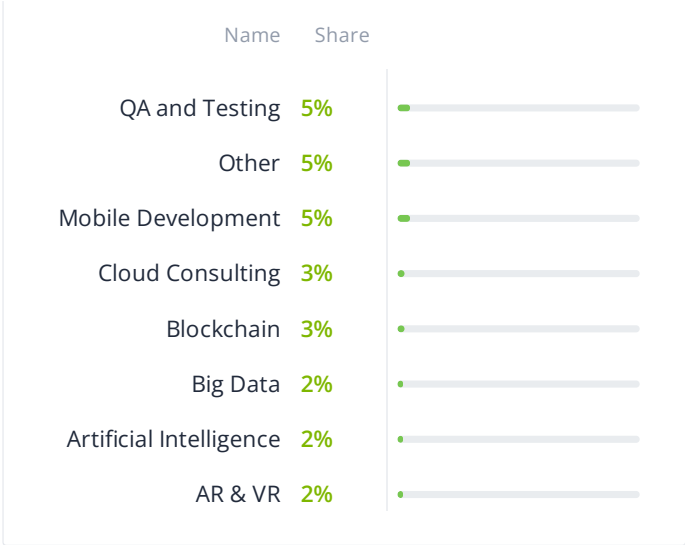 Name Share
QA and Testing 5%
Other 5%
Mobile Development 5%
Cloud Consulting 3%
Blockchain 3%
Big Data 2%
Artificial Intelligence 2%
AR & VR 2%